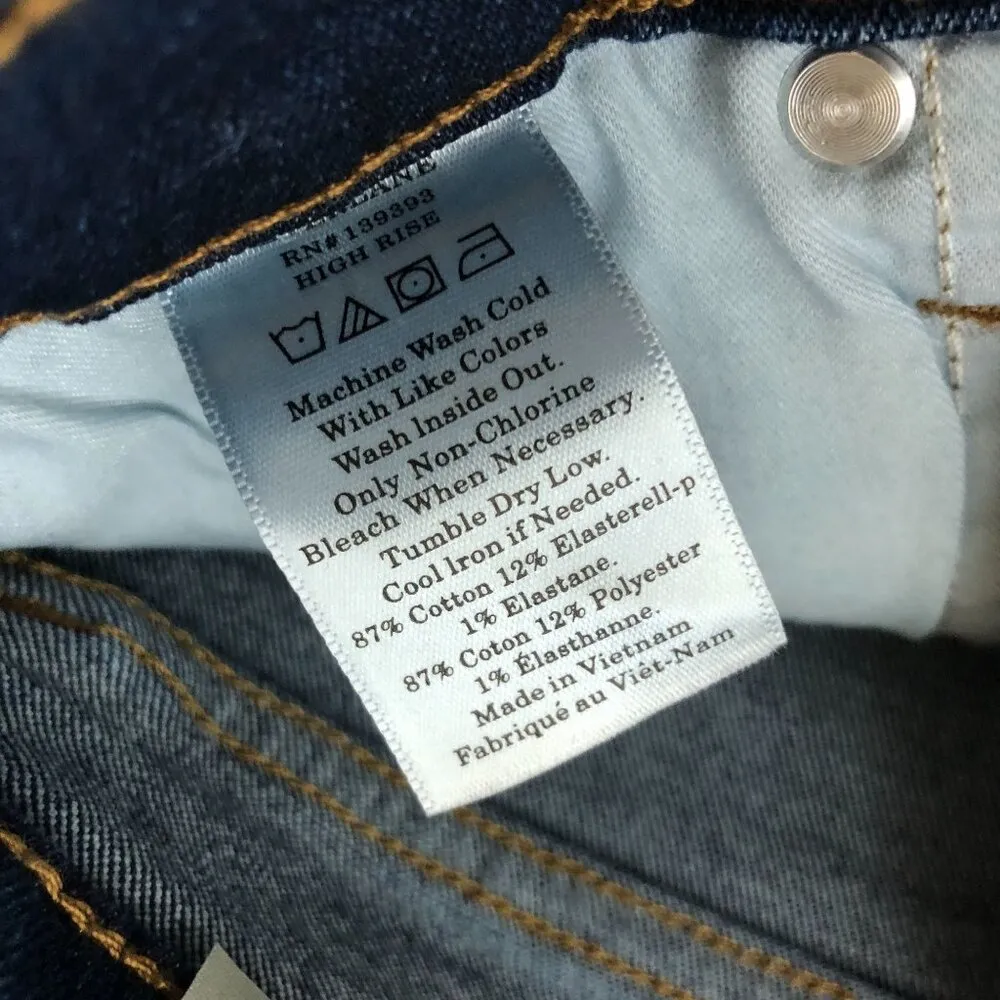 RN# 139393
HIGH RISE
Machine Wash Cold
With Like Colors
Wash Inside Out.
Only Non-Chlorine
Bleach When Necessary.
Tumble Dry Low.
Cool Iron if Needed.
87% Cotton 12% Elasterell-p
1% Elastane.
87% Coton 12% Polyester
1% Élasthanne.
Made in Vietnam
Fabriqué au Viêt-Nam